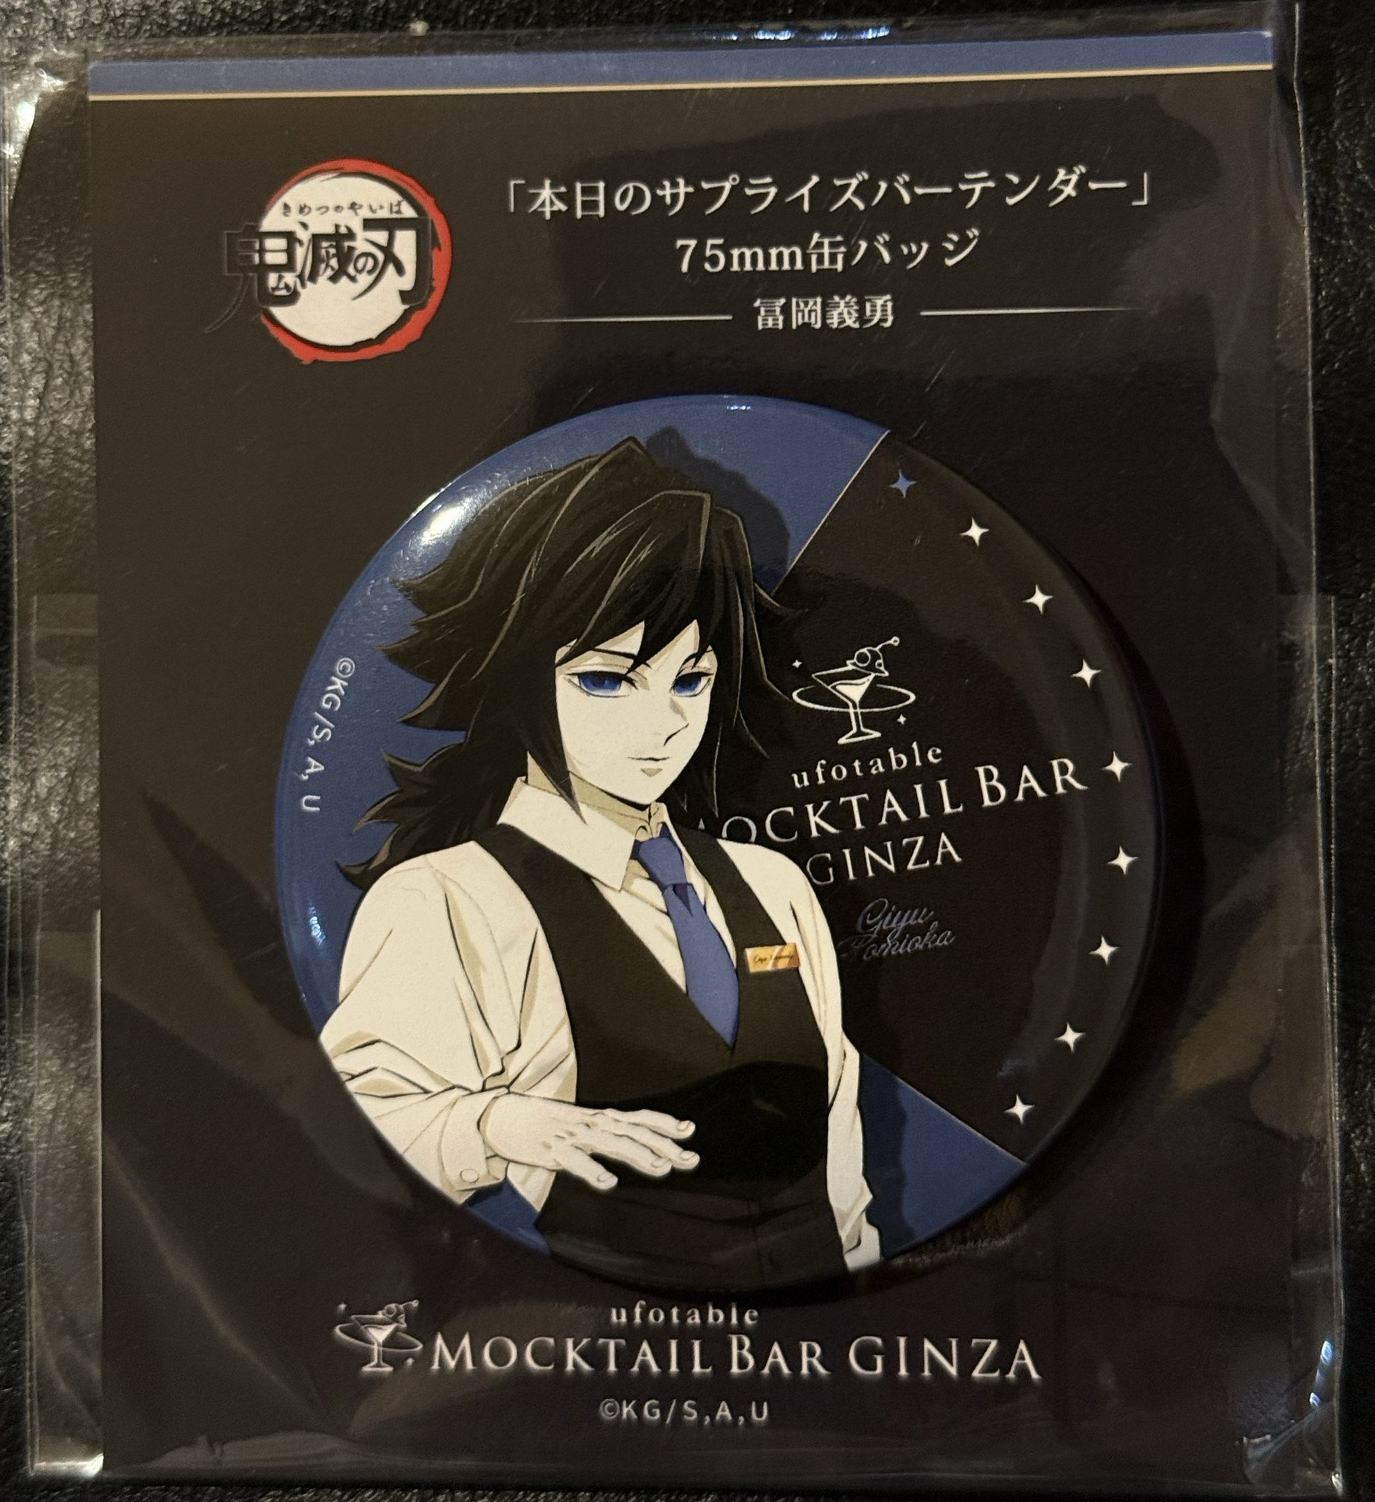 きめつのやいば
鬼滅の刃
「本日のサプライズバーテンダー」
75mm缶バッジ
冨岡義勇
©KG/S,A,U
ufotable
MOCKTAIL BAR
GINZA
Giyu
Tomioka
ufotable
MOCKTAIL BAR GINZA
©KG/S,A,U